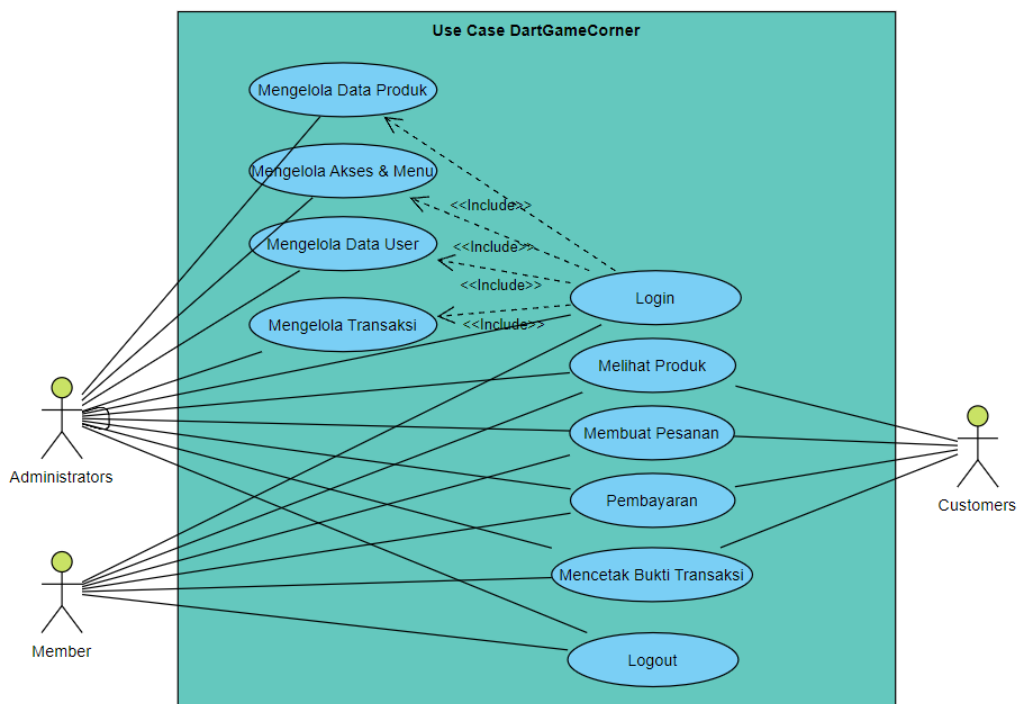 Use Case DartGameCorner
Mengelola Data Produk
Mengelola Akses & Menu
<<Include>>
Mengelola Data User
<<Include>>
<<Include>>
Login
Mengelola Transaksi
<<Include>>
Melihat Produk
Membuat Pesanan
Administrators
Pembayaran
Customers
Mencetak Bukti Transaksi
Member
Logout